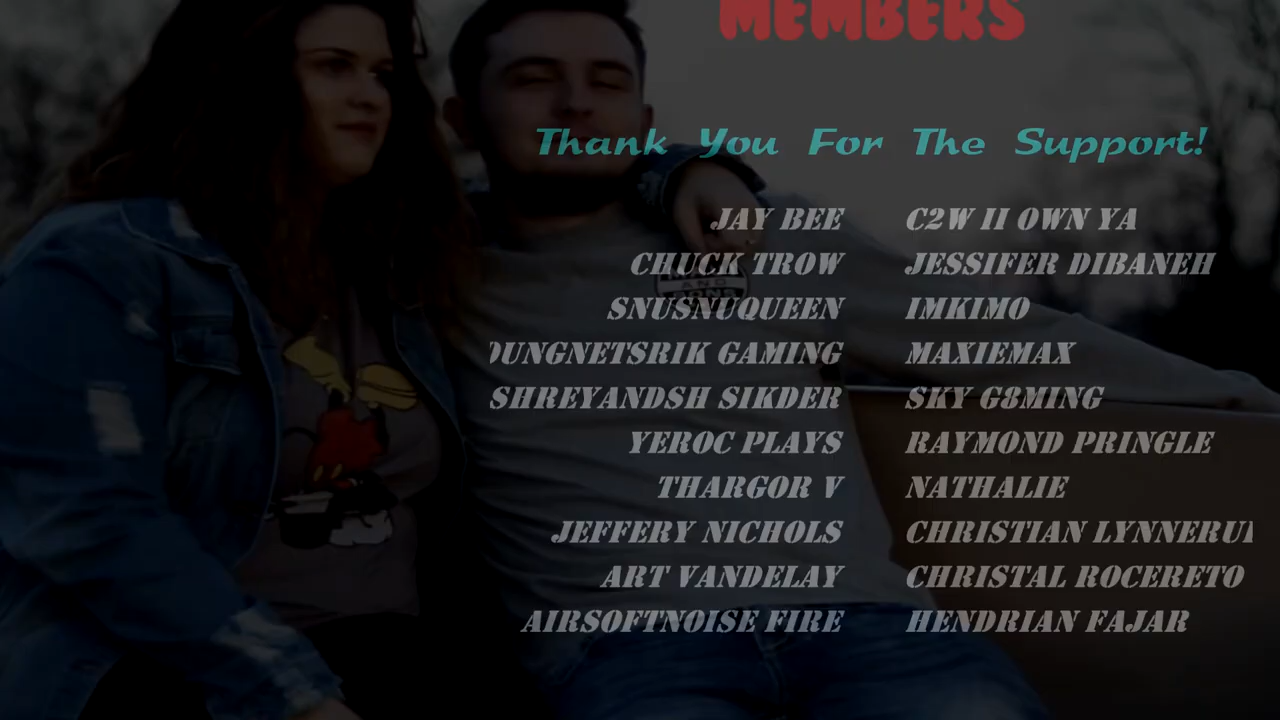 MEMBERS
Thank You For The Support!
JAY BEE C2W II OWN YA
CHUCK TROW JESSIFER DIBANEH
SNUSNUQUEEN IMKIMO
GAMING MAXIEMAX
SHREYANDSH SIKDER SKY G8MING
YEROC PLAYS RAYMOND PRINGLE
THARGOR V NATHALIE
JEFFERY NICHOLS CHRISTIAN
ART VANDELAY CHRISTAL ROCERETO
AIRSOFTNOISE FIRE HENDRIAN FAJAR
AND